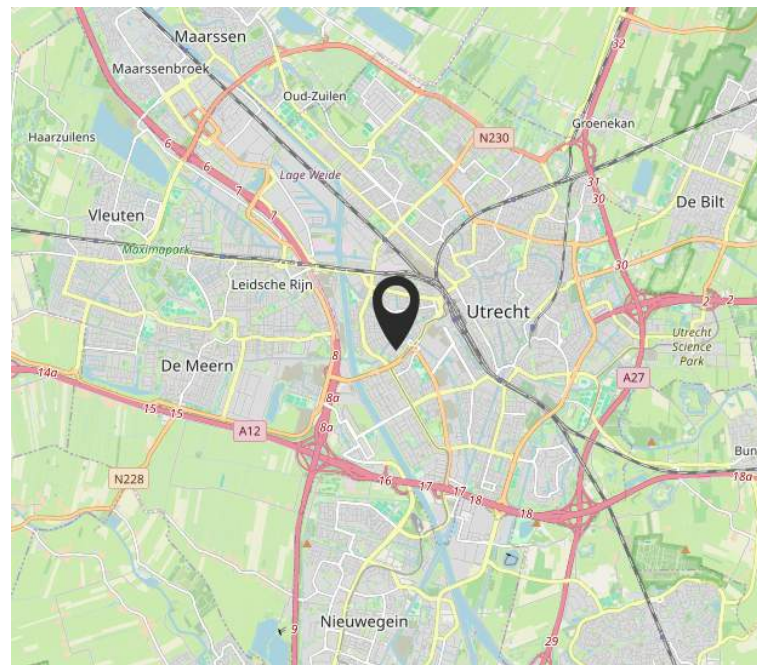 Maarssen
32
Maarssenbroek
Oud-Zuilen
Groenekan
Haarzuilens
6
N230
6
Lage Weide
7
31
30
De Bilt
Vleuten
7
Máximapark
30
Leidsche Rijn
2
2
Utrecht
Utrecht
Science
Park
8
De Meern
14a
A27
8a
15
15
8a
A12
Bun
16
N228
17
17
18
18
18a
Nieuwegein
9
29